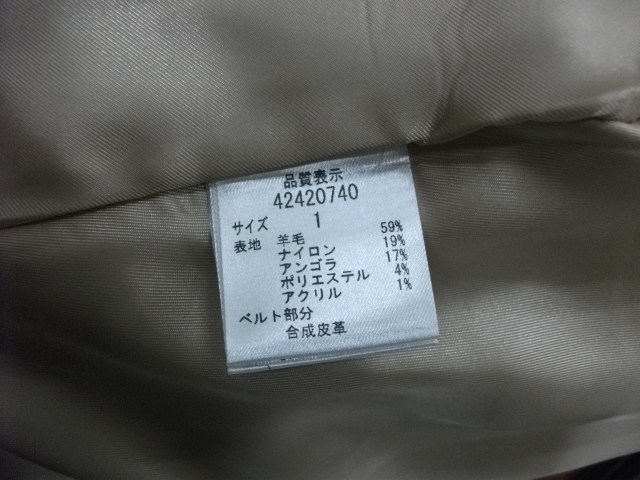 品質表示
42420740
サイズ 1
表地 羊毛 59%
ナイロン 19%
アンゴラ 17%
ポリエステル 4%
アクリル 1%
ベルト部分
合成皮革